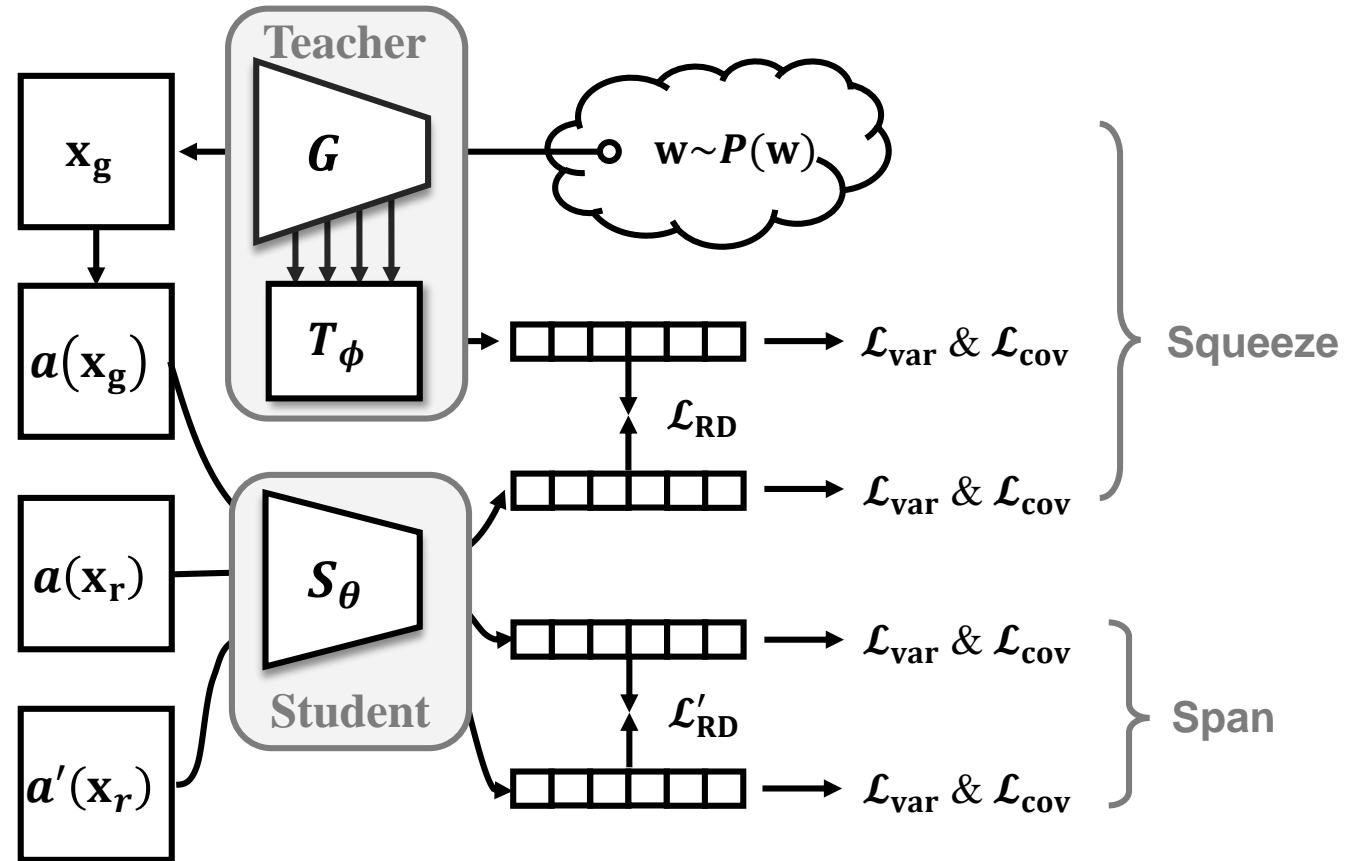 Teacher
x_g
G
w~P(w)
a(x_g)
T_ϕ
ℒ_var & ℒ_cov
Squeeze
ℒ_RD
ℒ_var & ℒ_cov
a(x_r)
S_θ
ℒ_var & ℒ_cov
Student
ℒ′_RD
Span
a′(x_r)
ℒ_var & ℒ_cov